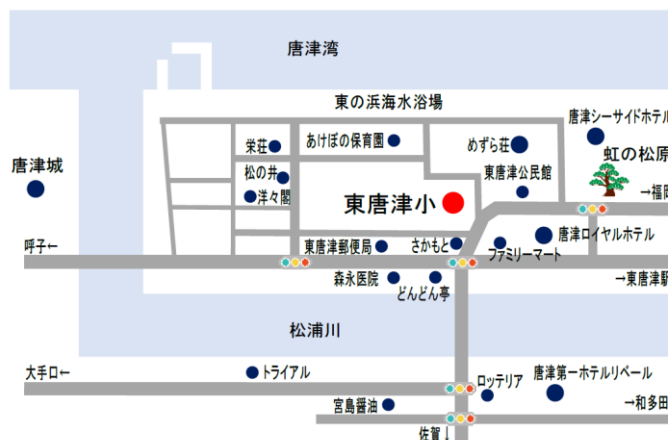 唐津湾
東の浜海水浴場
唐津シーサイドホテル
栄荘
あけぼの保育園
めずら荘
虹の松原
唐津城
松の井
東唐津公民館
洋々閣
東唐津小
→福岡
呼子←
東唐津郵便局
さかもと
唐津ロイヤルホテル
ファミリーマート
森永医院
どんどん亭
→東唐津駅
松浦川
大手口←
トライアル
ロッテリア
唐津第一ホテルリベール
宮島醤油
→和多田
佐賀↓